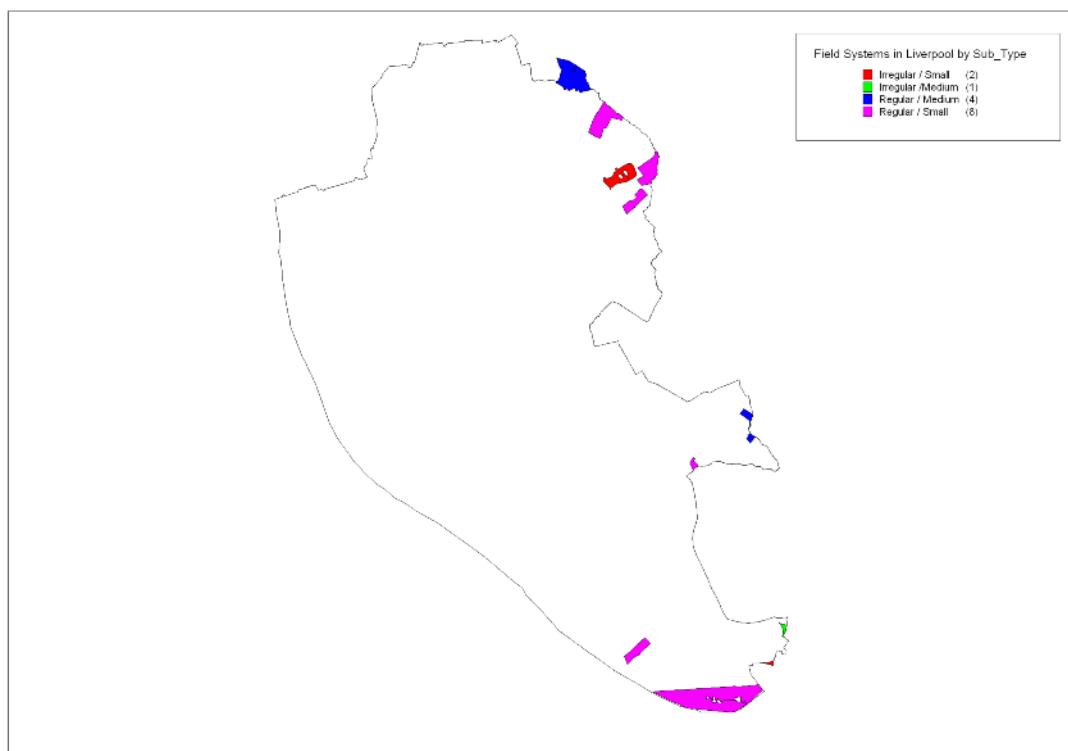 Field Systems in Liverpool by Sub_Type
Irregular / Small (2)
Irregular /Medium (1)
Regular / Medium (4)
Regular / Small (8)